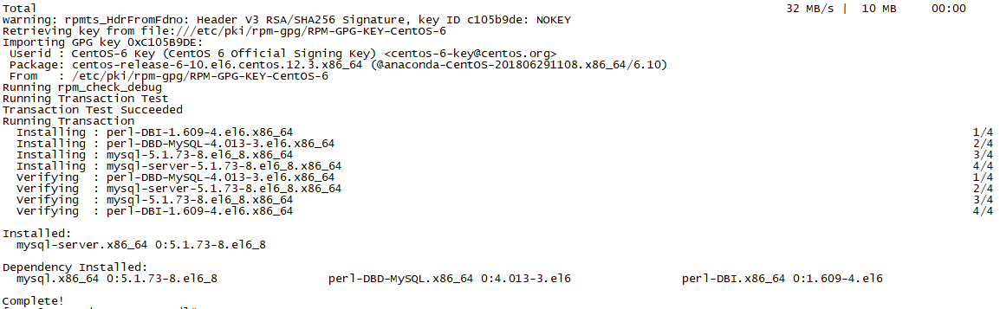 Total 32 MB/s | 10 MB 00:00
warning: rpmts_HdrFromFdno: Header V3 RSA/SHA256 Signature, key ID c105b9de: NOKEY
Retrieving key from file:///etc/pki/rpm-gpg/RPM-GPG-KEY-CentOS-6
Importing GPG key 0xC105B9DE:
Userid : CentOS-6 Key (CentOS 6 Official Signing Key) <centos-6-key@centos.org>
Package: centos-release-6-10.el6.centos.12.3.x86_64 (@anaconda-CentOS-201806291108.x86_64/6.10)
From : /etc/pki/rpm-gpg/RPM-GPG-KEY-CentOS-6
Running rpm_check_debug
Running Transaction Test
Transaction Test Succeeded
Running Transaction
Installing : perl-DBI-1.609-4.el6.x86_64 1/4
Installing : perl-DBD-MySQL-4.013-3.el6.x86_64 2/4
Installing : mysql-5.1.73-8.el6_8.x86_64 3/4
Installing : mysql-server-5.1.73-8.el6_8.x86_64 4/4
Verifying : perl-DBD-MySQL-4.013-3.el6.x86_64 1/4
Verifying : mysql-server-5.1.73-8.el6_8.x86_64 2/4
Verifying : mysql-5.1.73-8.el6_8.x86_64 3/4
Verifying : perl-DBI-1.609-4.el6.x86_64 4/4
Installed:
mysql-server.x86_64 0:5.1.73-8.el6_8
Dependency Installed:
mysql.x86_64 0:5.1.73-8.el6_8 perl-DBD-MySQL.x86_64 0:4.013-3.el6 perl-DBI.x86_64 0:1.609-4.el6
Complete!